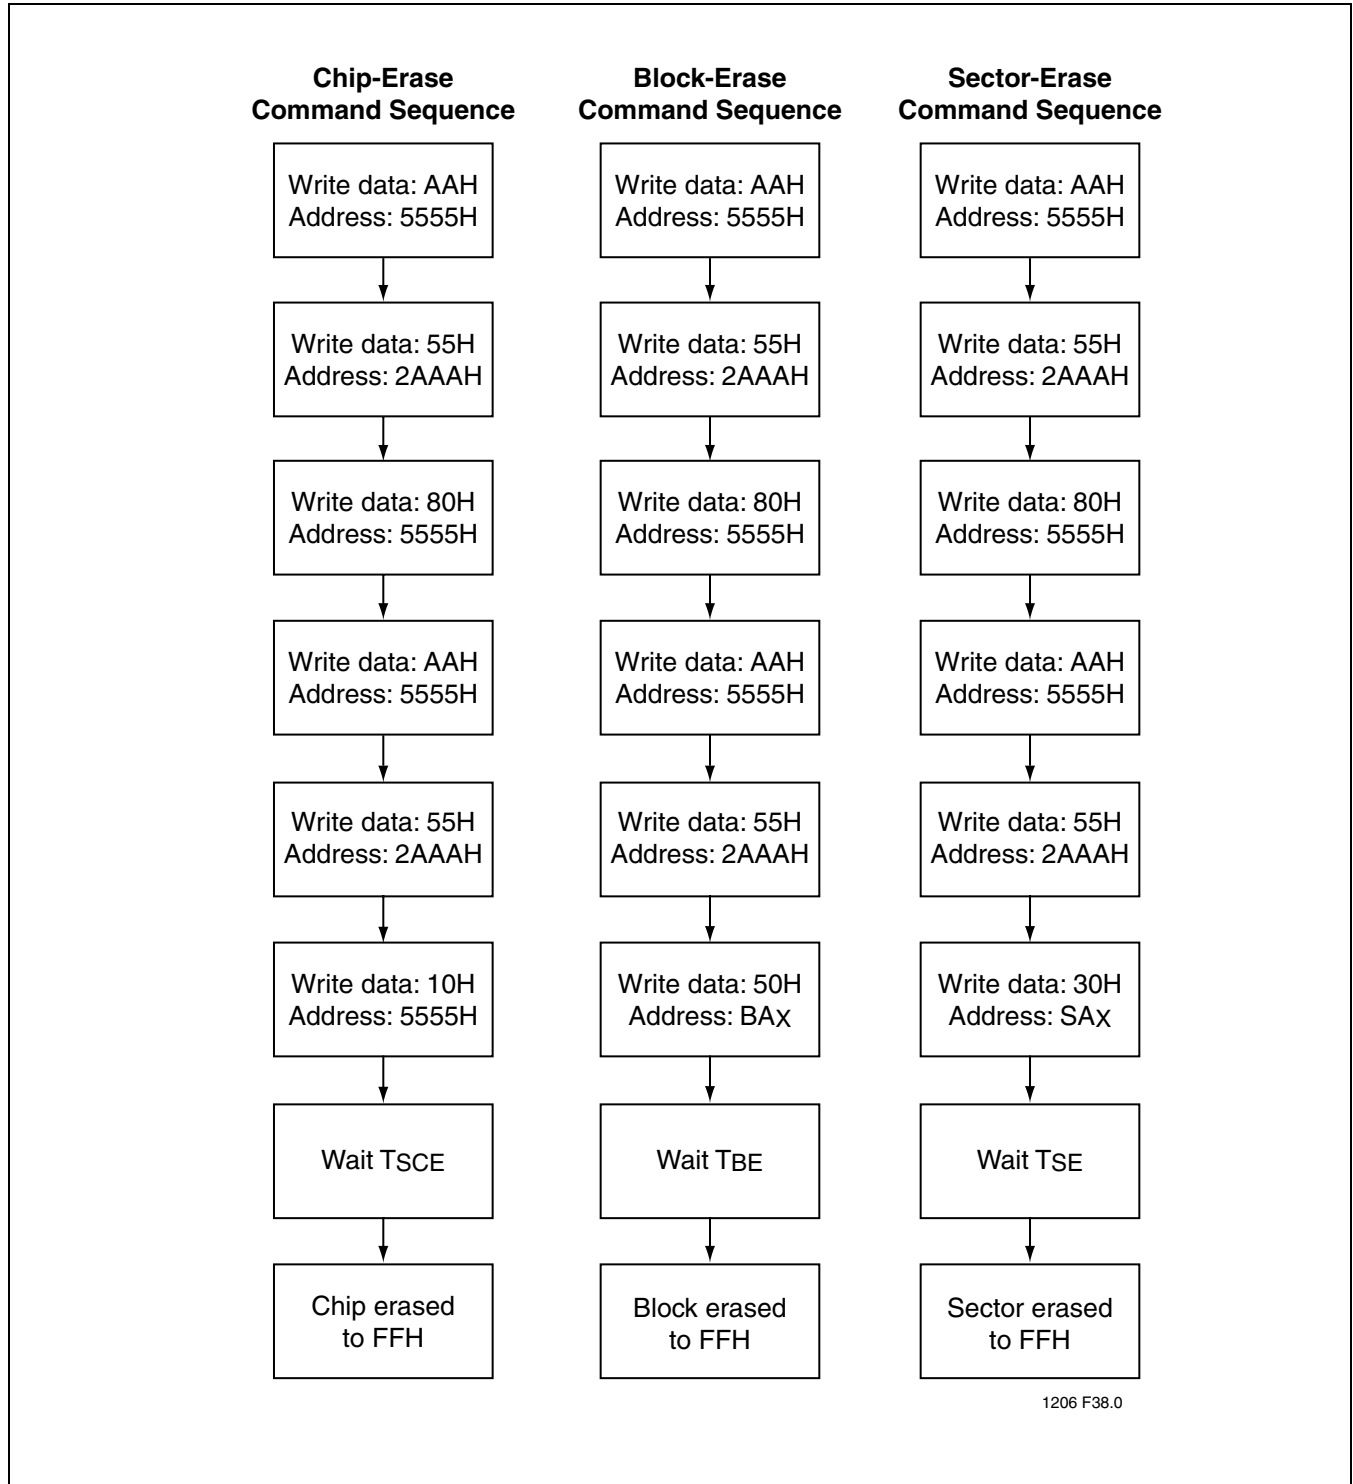 Chip-Erase
Command Sequence
Write data: AAH
Address: 5555H
Write data: 55H
Address: 2AAAH
Write data: 80H
Address: 5555H
Write data: AAH
Address: 5555H
Write data: 55H
Address: 2AAAH
Write data: 10H
Address: 5555H
Wait TSCE
Chip erased
to FFH
Block-Erase
Command Sequence
Write data: AAH
Address: 5555H
Write data: 55H
Address: 2AAAH
Write data: 80H
Address: 5555H
Write data: AAH
Address: 5555H
Write data: 55H
Address: 2AAAH
Write data: 50H
Address: BAX
Wait TBE
Block erased
to FFH
Sector-Erase
Command Sequence
Write data: AAH
Address: 5555H
Write data: 55H
Address: 2AAAH
Write data: 80H
Address: 5555H
Write data: AAH
Address: 5555H
Write data: 55H
Address: 2AAAH
Write data: 30H
Address: SAX
Wait TSE
Sector erased
to FFH
1206 F38.0